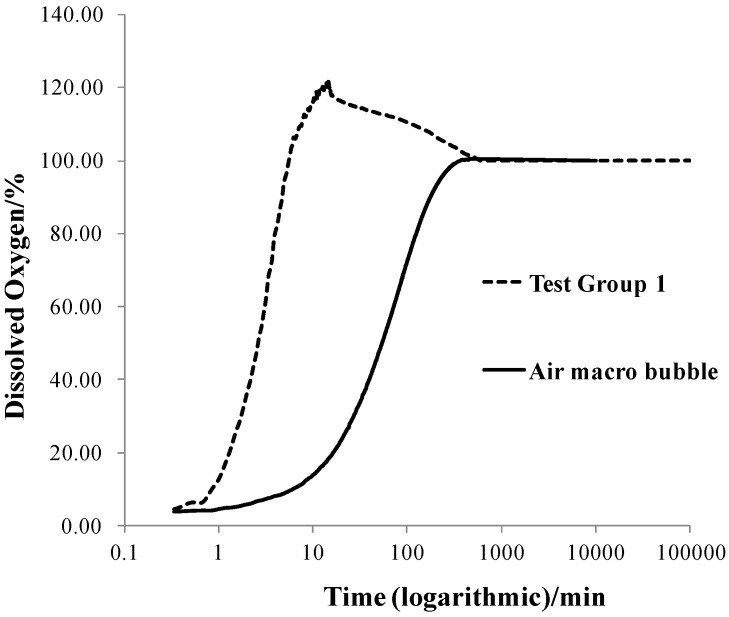 140.00
120.00
100.00
80.00
60.00
40.00
20.00
0.00
Dissolved Oxygen/%
0.1 1 10 100 1000 10000 100000
Time (logarithmic)/min
Test Group 1
Air macro bubble